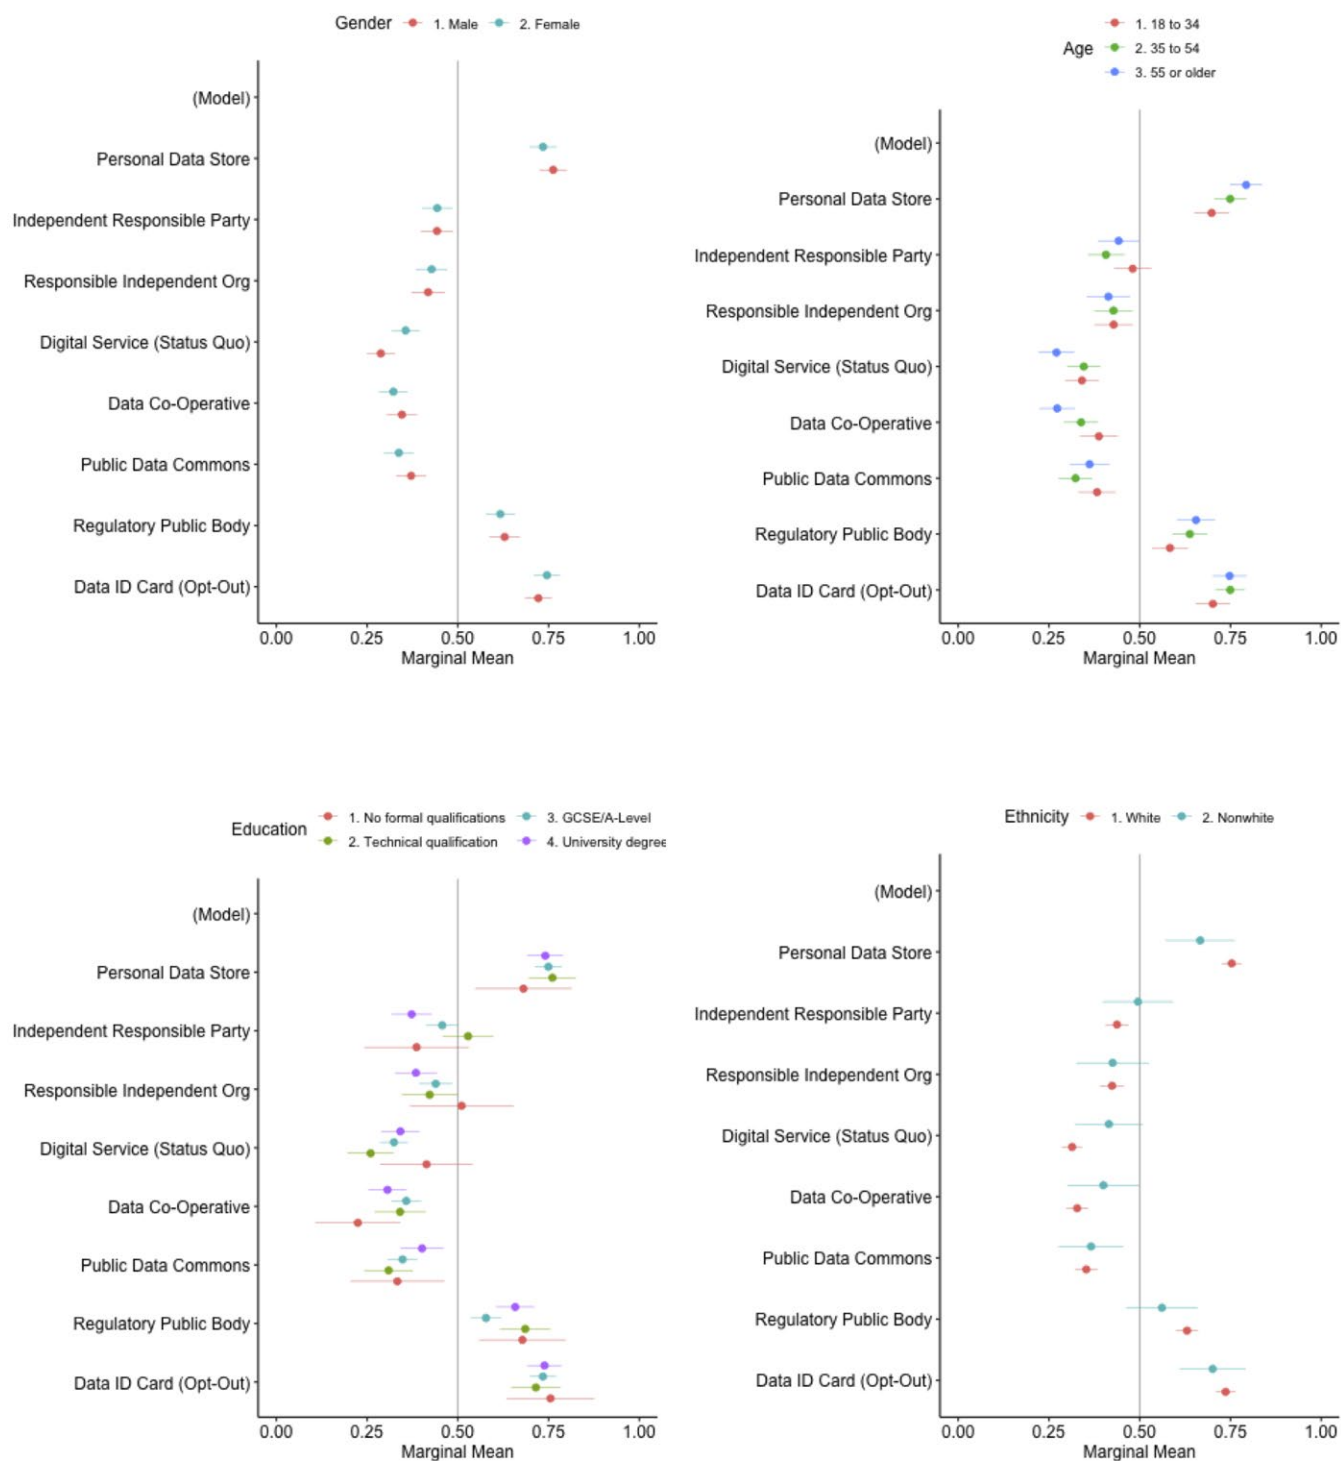 Gender 1. Male 2. Female
(Model)
Personal Data Store
Independent Responsible Party
Responsible Independent Org
Digital Service (Status Quo)
Data Co-Operative
Public Data Commons
Regulatory Public Body
Data ID Card (Opt-Out)
0.00 0.25 0.50 0.75 1.00
Marginal Mean
Age
1. 18 to 34
2. 35 to 54
3. 55 or older
(Model)
Personal Data Store
Independent Responsible Party
Responsible Independent Org
Digital Service (Status Quo)
Data Co-Operative
Public Data Commons
Regulatory Public Body
Data ID Card (Opt-Out)
0.00 0.25 0.50 0.75 1.00
Marginal Mean
Education
1. No formal qualifications 3. GCSE/A-Level
2. Technical qualification 4. University degree
(Model)
Personal Data Store
Independent Responsible Party
Responsible Independent Org
Digital Service (Status Quo)
Data Co-Operative
Public Data Commons
Regulatory Public Body
Data ID Card (Opt-Out)
0.00 0.25 0.50 0.75 1.00
Marginal Mean
Ethnicity 1. White 2. Nonwhite
(Model)
Personal Data Store
Independent Responsible Party
Responsible Independent Org
Digital Service (Status Quo)
Data Co-Operative
Public Data Commons
Regulatory Public Body
Data ID Card (Opt-Out)
0.00 0.25 0.50 0.75 1.00
Marginal Mean